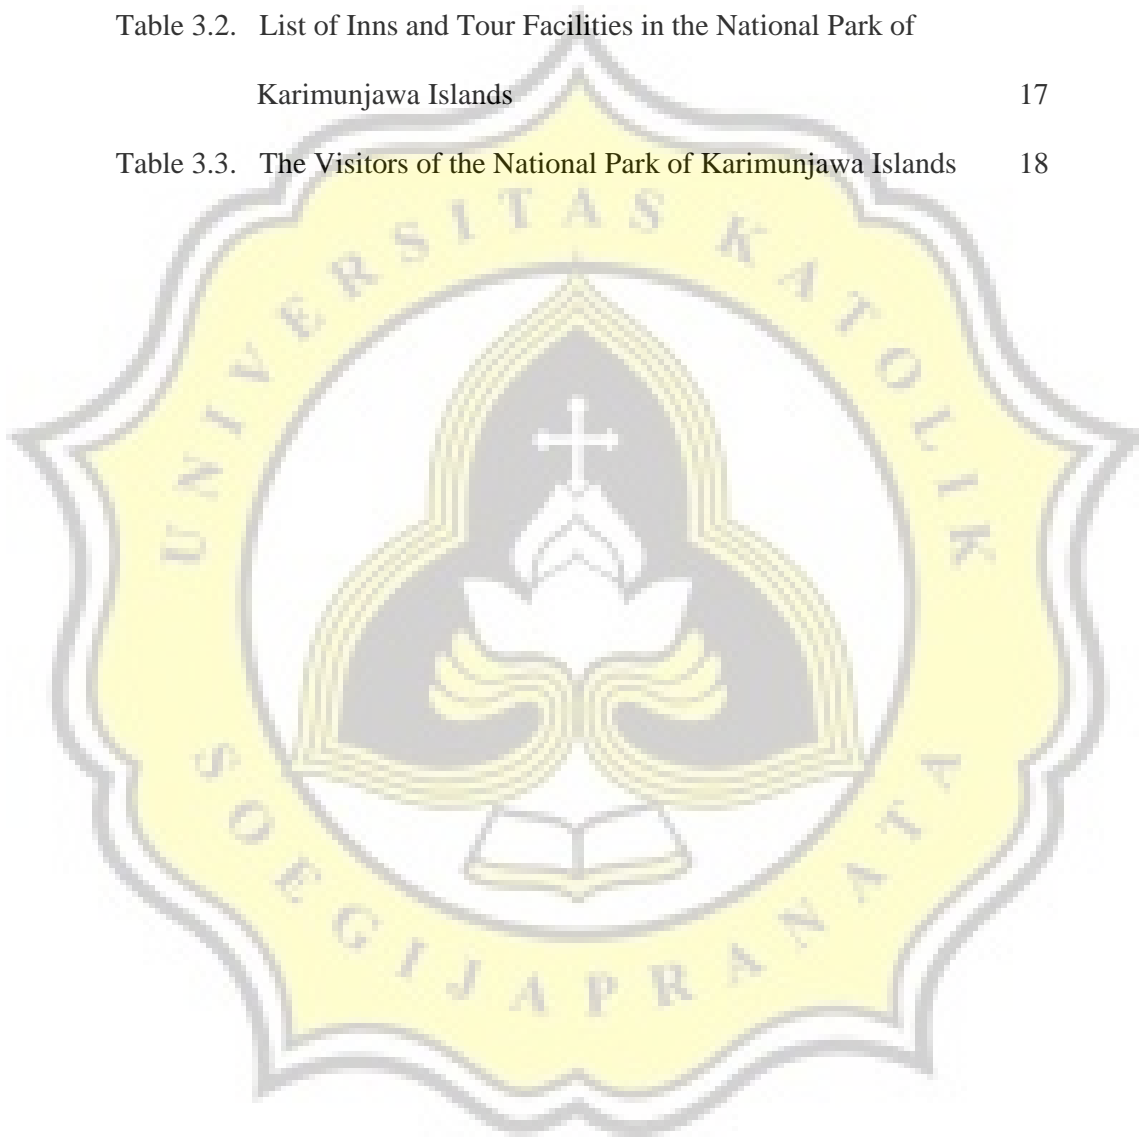 Table 3.2. List of Inns and Tour Facilities in the National Park of
Karimunjawa Islands 17
Table 3.3. The Visitors of the National Park of Karimunjawa Islands 18
UNIVERSITAS KATOLIK
SOEGIJAPRANATA